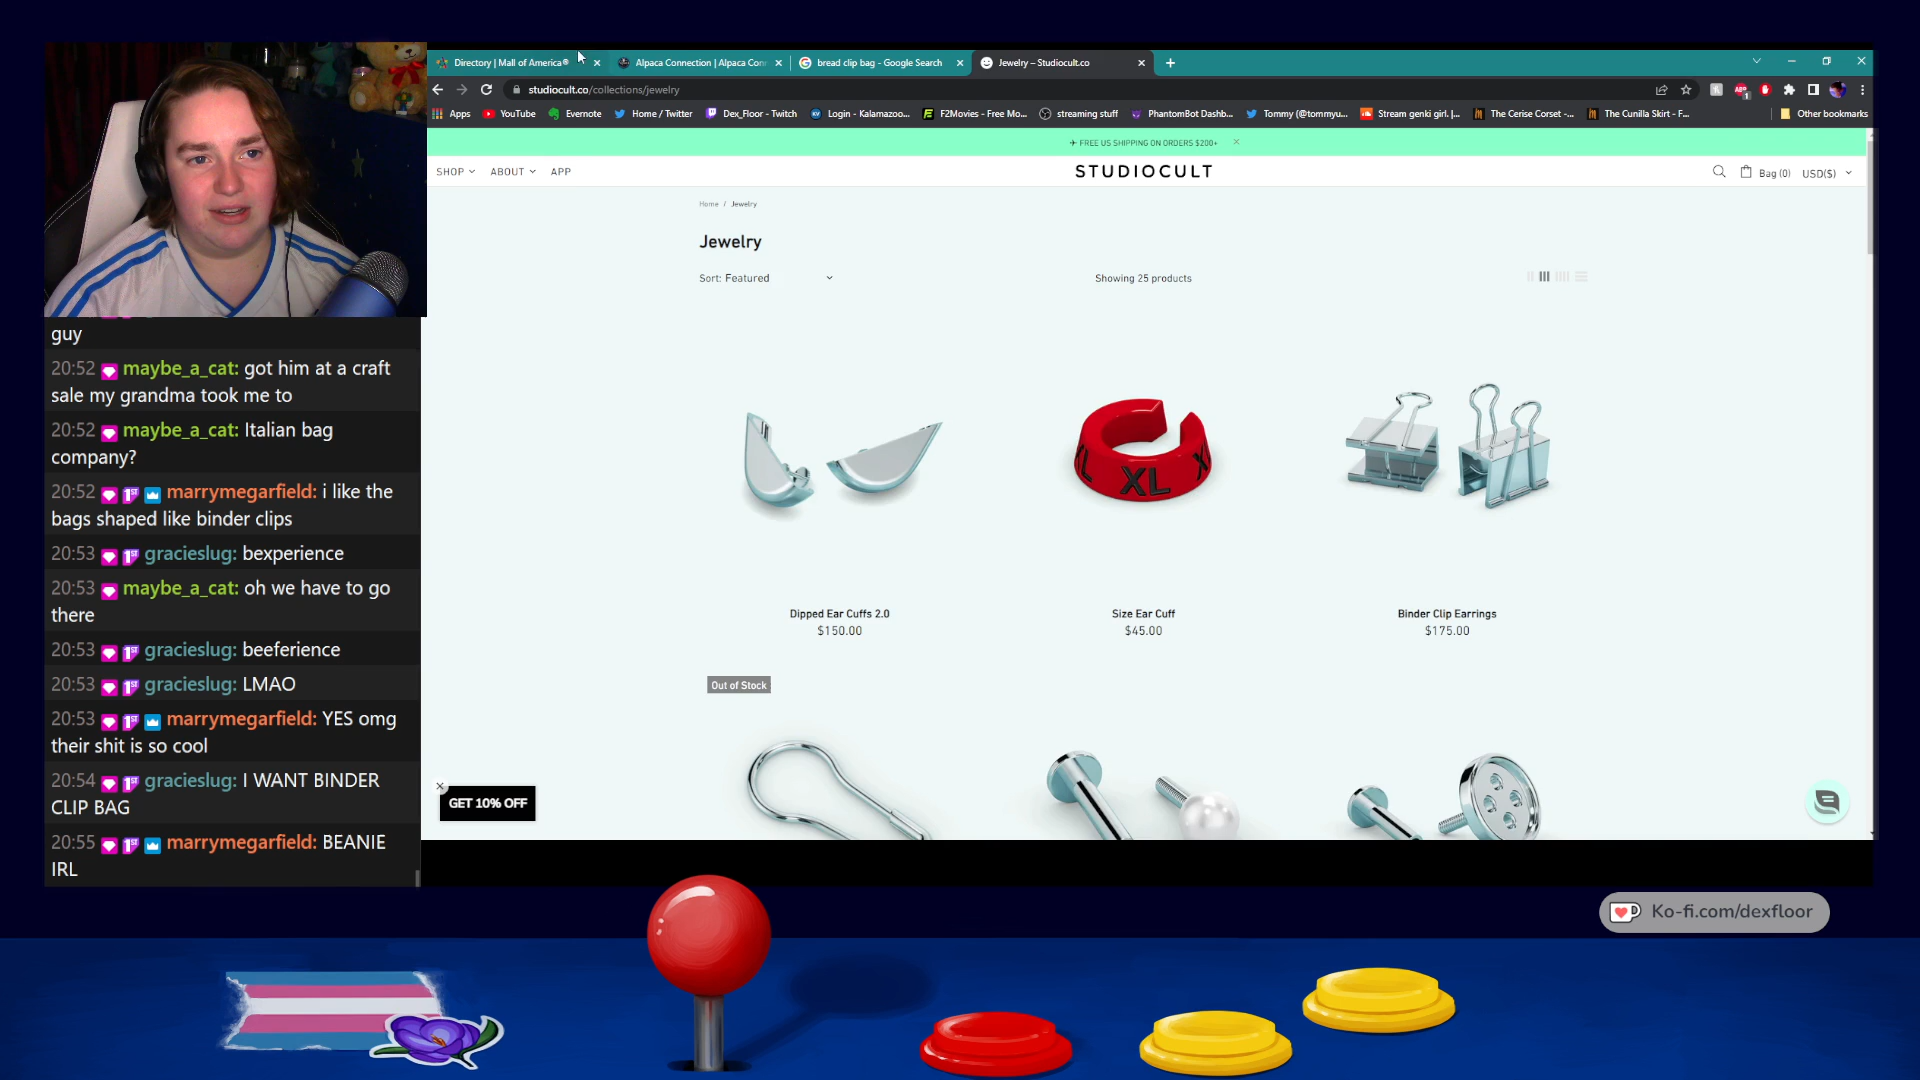 Directory | Mall of America®
Alpaca Connection | Alpaca Con
bread clip bag - Google Search
Jewelry – Studiocult.co
studiocult.co/collections/jewelry
Apps
YouTube
Evernote
Home / Twitter
Dex_Floor - Twitch
Login - Kalamazoo...
F2Movies - Free Mo...
streaming stuff
PhantomBot Dashb...
Tommy (@tommyu...
Stream genki girl. |...
The Cerise Corset -...
The Cunilla Skirt - F...
Other bookmarks
FREE US SHIPPING ON ORDERS $200+
SHOP
ABOUT
APP
STUDIOCULT
Bag (0)
USD($)
Home / Jewelry
Jewelry
Sort: Featured
Showing 25 products
XL
Dipped Ear Cuffs 2.0
$150.00
Size Ear Cuff
$45.00
Binder Clip Earrings
$175.00
Out of Stock
GET 10% OFF
guy
20:52 maybe_a_cat: got him at a craft
sale my grandma took me to
20:52 maybe_a_cat: Italian bag
company?
20:52 marrymegarfield: i like the
bags shaped like binder clips
20:53 gracieslug: bexperience
20:53 maybe_a_cat: oh we have to go
there
20:53 gracieslug: beeferience
20:53 gracieslug: LMAO
20:53 marrymegarfield: YES omg
their shit is so cool
20:54 gracieslug: I WANT BINDER
CLIP BAG
20:55 marrymegarfield: BEANIE
IRL
Ko-fi.com/dexfloor